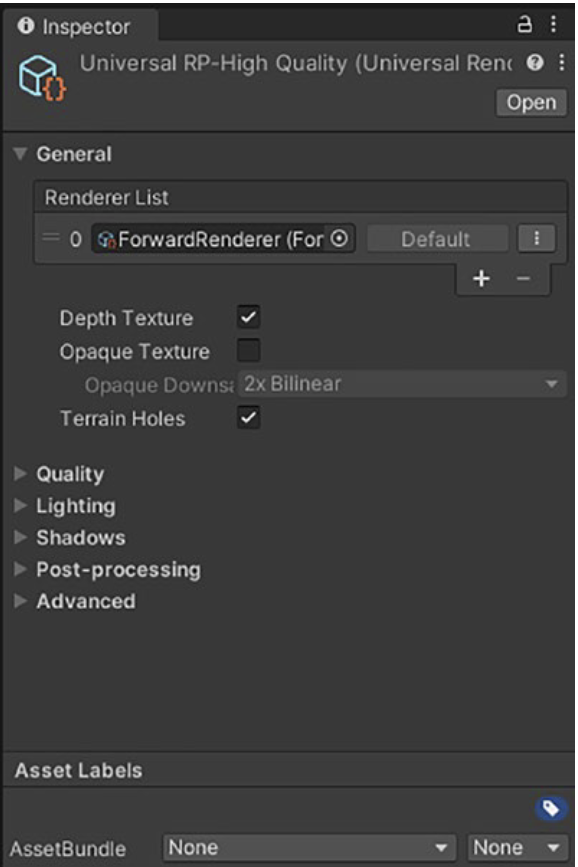 Inspector
Universal RP-High Quality (Universal Ren
Open
General
Renderer List
0 ForwardRenderer (For Default
Depth Texture
Opaque Texture
Opaque Downsa 2x Bilinear
Terrain Holes
Quality
Lighting
Shadows
Post-processing
Advanced
Asset Labels
AssetBundle None None